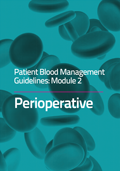 Patient Blood Management
Guidelines: Module 2
Perioperative